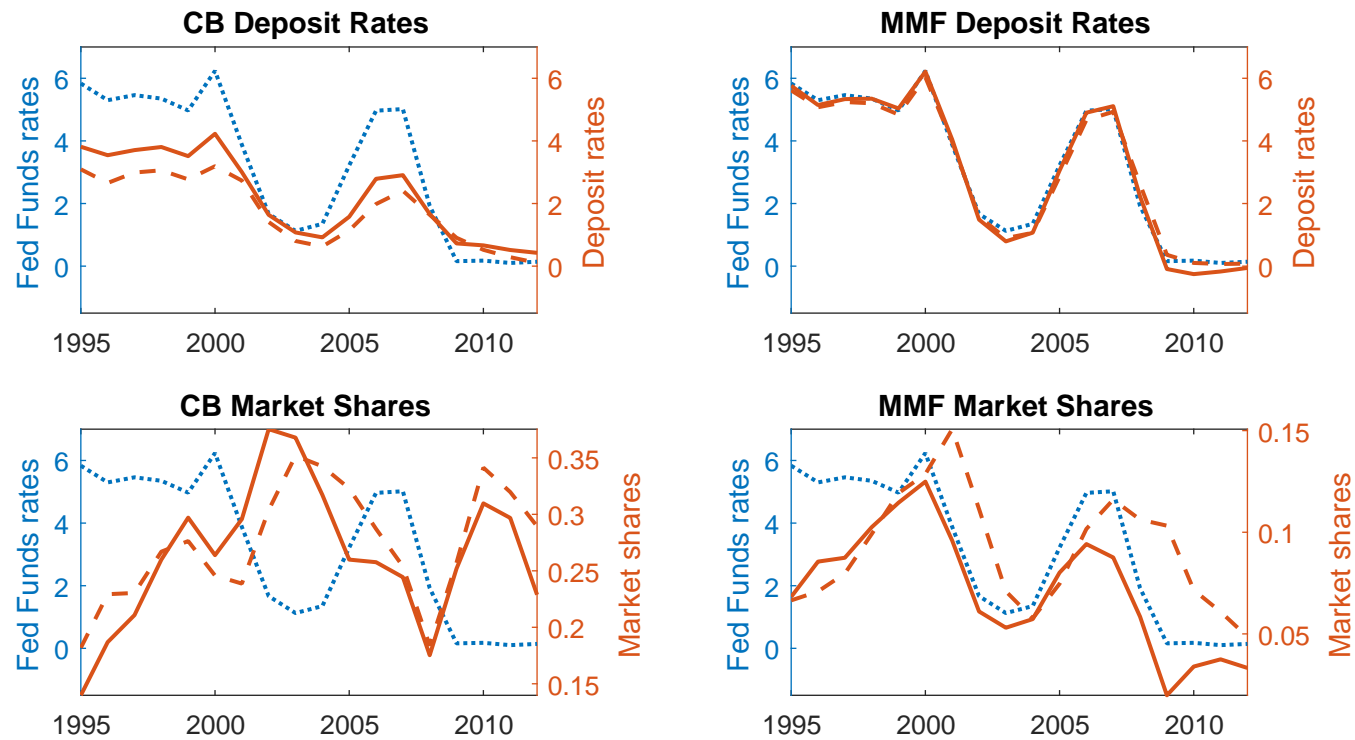 CB Deposit Rates
Fed Funds rates
6
4
2
0
6
4
2
0
Deposit rates
1995 2000 2005 2010
MMF Deposit Rates
Fed Funds rates
6
4
2
0
6
4
2
0
Deposit rates
1995 2000 2005 2010
CB Market Shares
Fed Funds rates
6
4
2
0
0.35
0.3
0.25
0.2
0.15
Market shares
1995 2000 2005 2010
MMF Market Shares
Fed Funds rates
6
4
2
0
0.15
0.1
0.05
Market shares
1995 2000 2005 2010